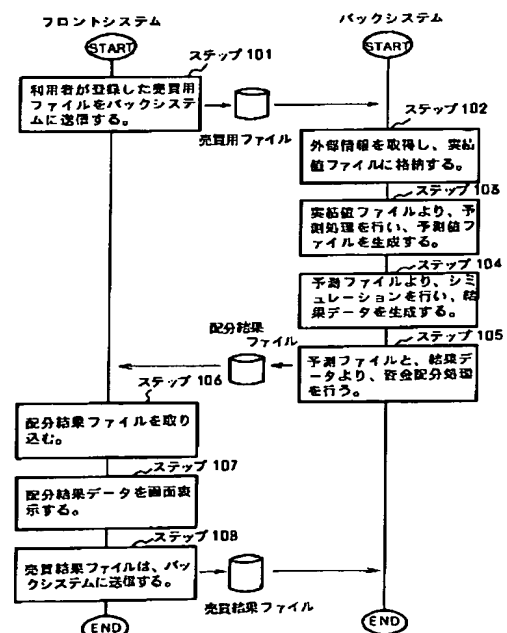 フロントシステム
バックシステム
START
START
ステップ 101
利用者が登録した売買用
ファイルをバックシステム
に送信する。
売買用ファイル
ステップ 102
外部情報を取得し、実績
値ファイルに格納する。
ステップ 103
実績値ファイルより、予
測処理を行い、予測値フ
ァイルを生成する。
ステップ 104
予測ファイルより、シミ
ュレーションを行い、結
果データを生成する。
ステップ 105
予測ファイルと、結果デ
ータより、資金配分処理
を行う。
配分結果
ファイル
ステップ 106
配分結果ファイルを取り
込む。
ステップ 107
配分結果データを画面表
示する。
ステップ 108
売買結果ファイルは、バッ
クシステムに送信する。
売買結果ファイル
END
END